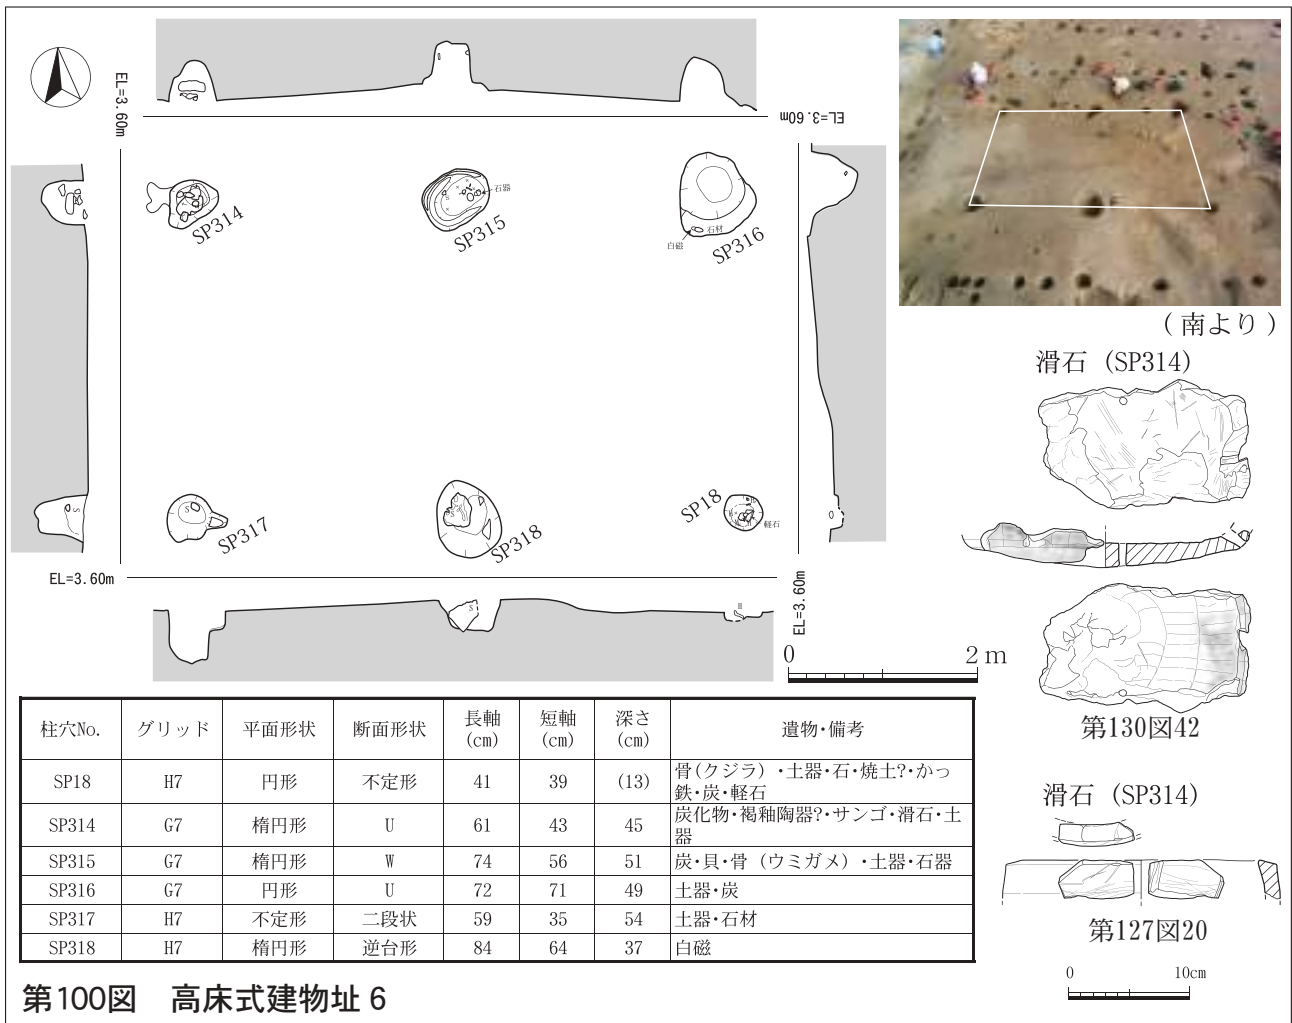 EL=3.60m
EL=3.60m
SP314
SP315
石器
SP316
石材
白磁
SP317
S
SP318
SP18
軽石
S
EL=3.60m
EL=3.60m
S
0 2m
(南より)
滑石 (SP314)
第130図42
滑石 (SP314)
第127図20
0 10cm
柱穴No. グリッド 平面形状 断面形状 長軸(cm) 短軸(cm) 深さ(cm) 遺物・備考
SP18 H7 円形 不定形 41 39 (13) 骨(クジラ)・土器・石・焼土?・かっ
鉄・炭・軽石
SP314 G7 楕円形 U 61 43 45 炭化物・褐釉陶器?・サンゴ・滑石・土
器
SP315 G7 楕円形 W 74 56 51 炭・貝・骨(ウミガメ)・土器・石器
SP316 G7 円形 U 72 71 49 土器・炭
SP317 H7 不定形 二段状 59 35 54 土器・石材
SP318 H7 楕円形 逆台形 84 64 37 白磁
第100図 高床式建物址6